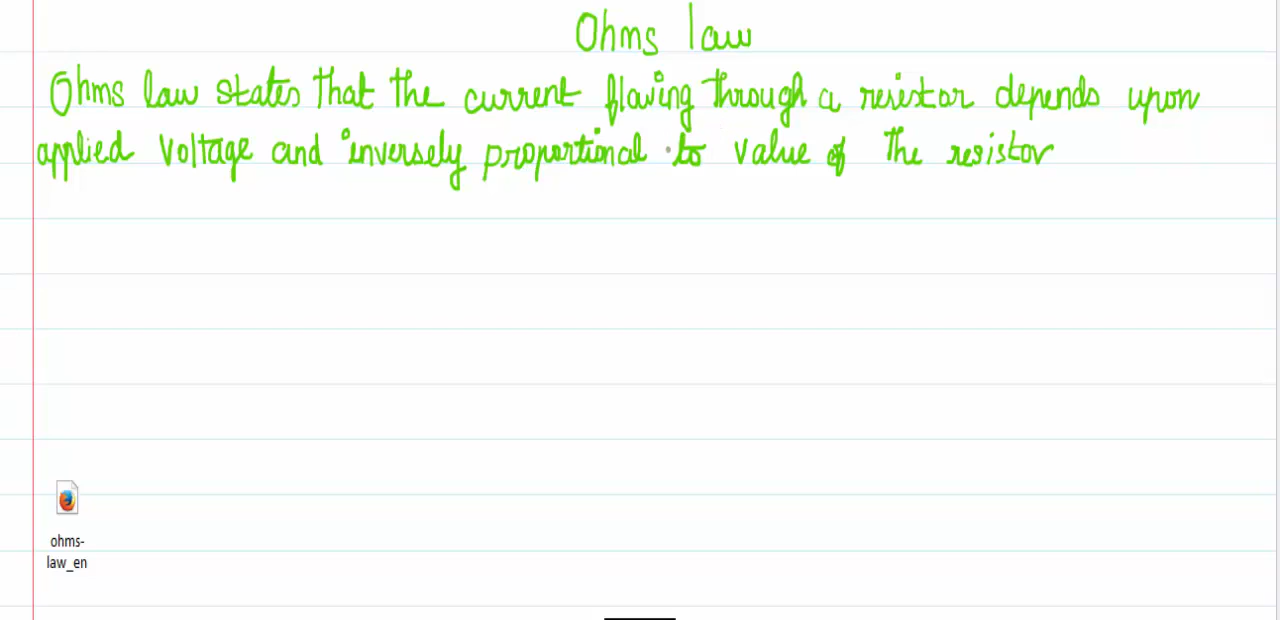 Ohms law
Ohms law states that the current flowing through a resistor depends upon
applied voltage and inversely proportional to value of the resistor
ohms-
law_en